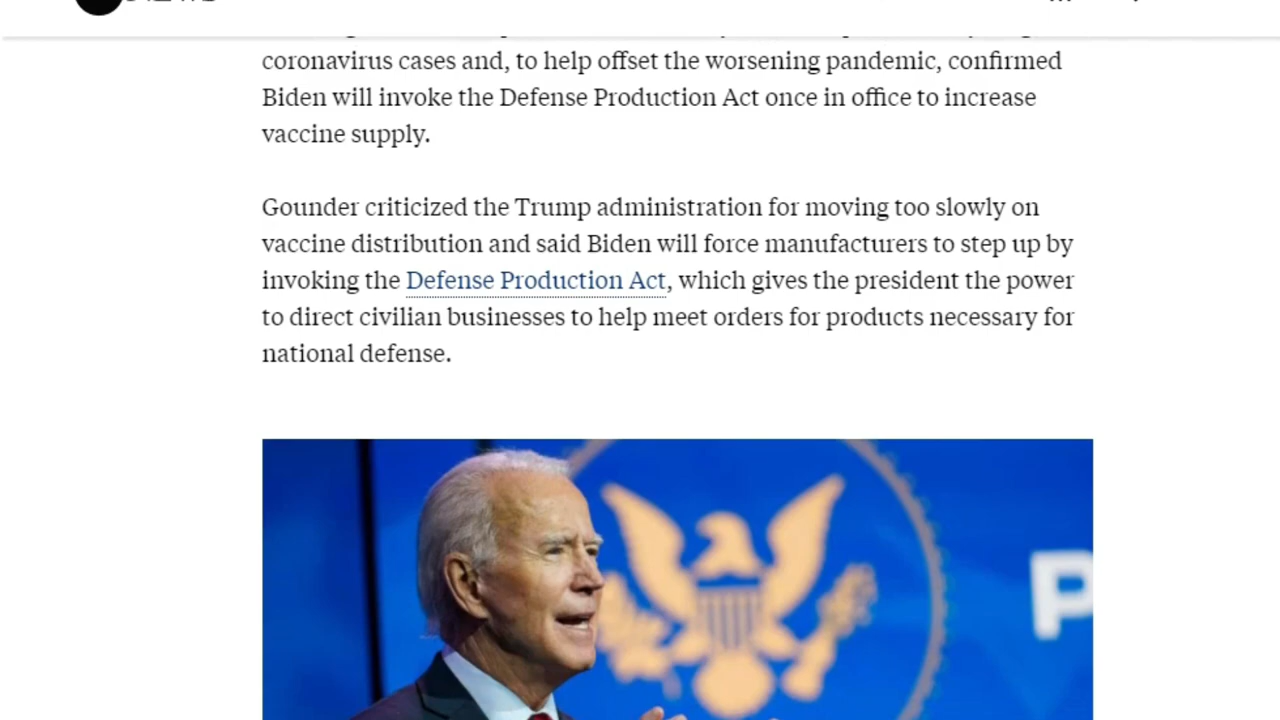 coronavirus cases and, to help offset the worsening pandemic, confirmed
Biden will invoke the Defense Production Act once in office to increase
vaccine supply.
Gounder criticized the Trump administration for moving too slowly on
vaccine distribution and said Biden will force manufacturers to step up by
invoking the Defense Production Act, which gives the president the power
to direct civilian businesses to help meet orders for products necessary for
national defense.
P